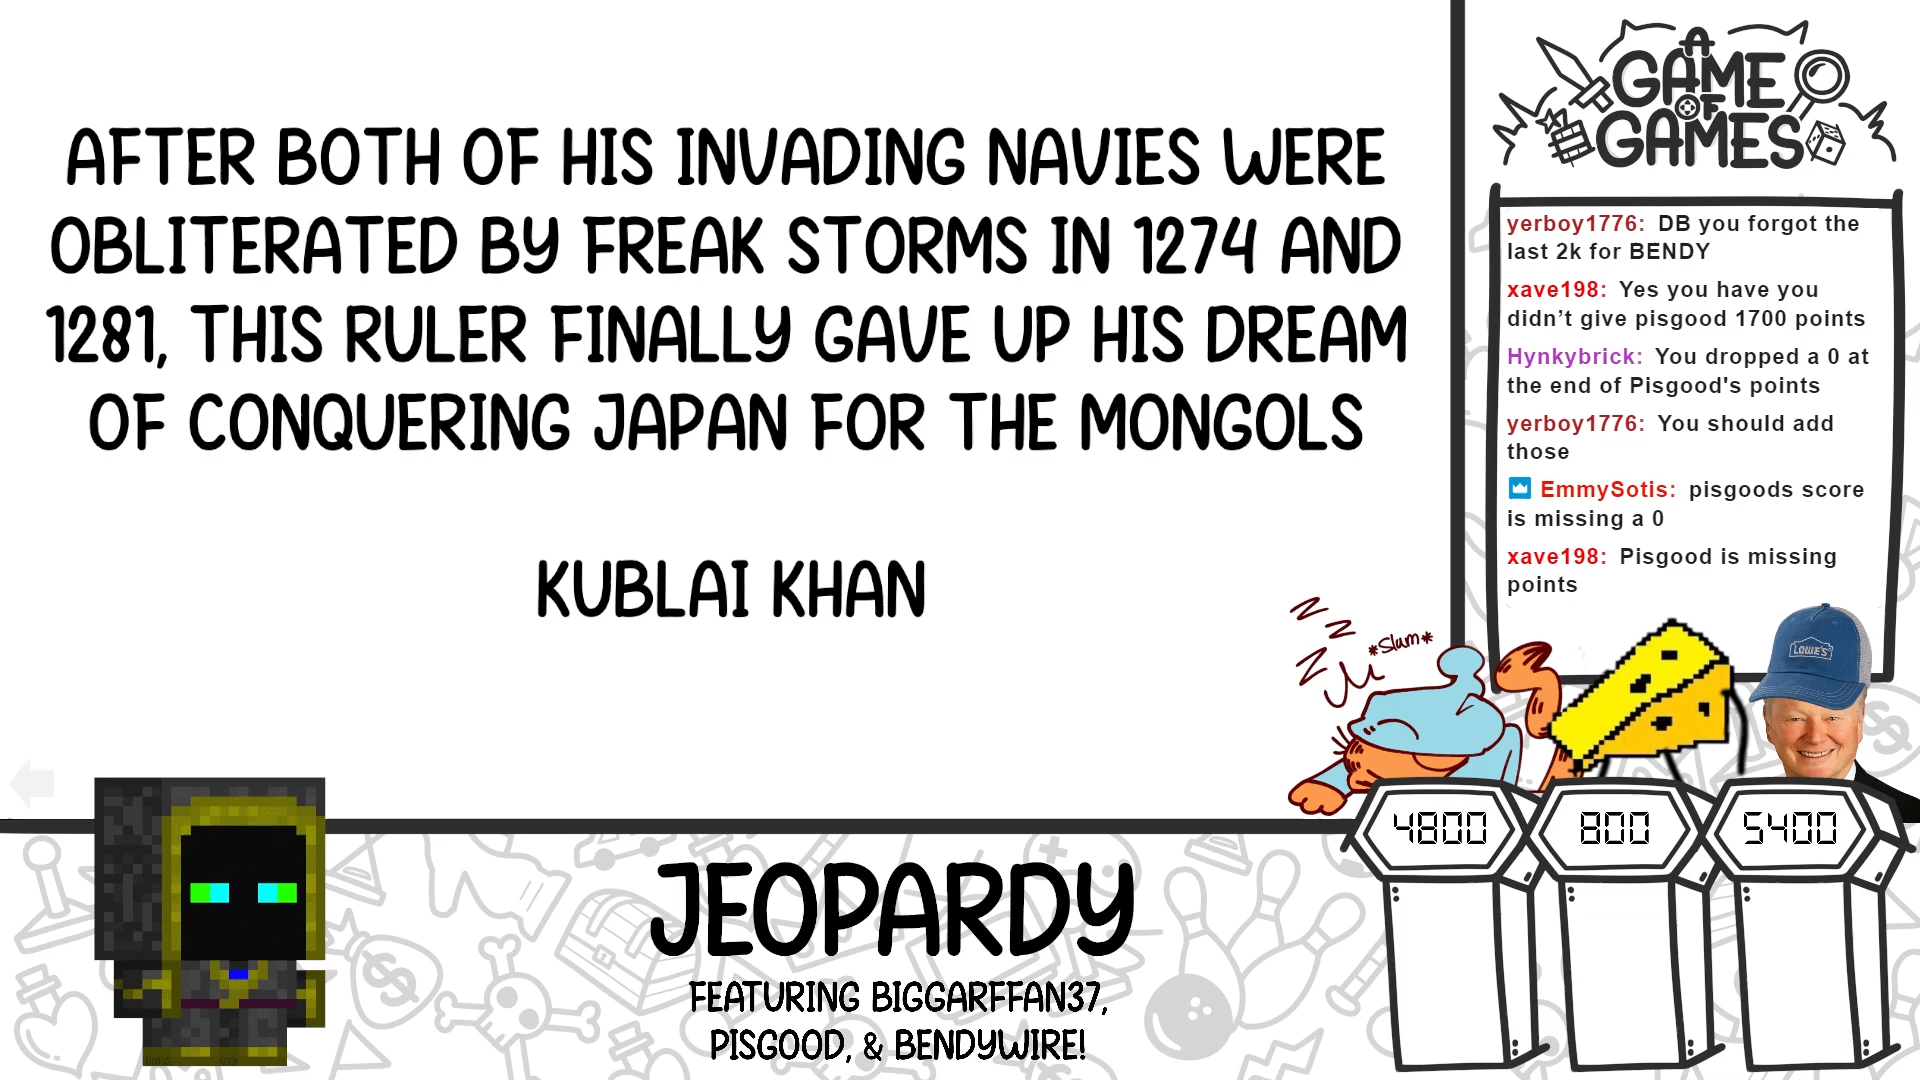 AFTER BOTH OF HIS INVADING NAVIES WERE
OBLITERATED BY FREAK STORMS IN 1274 AND
1281, THIS RULER FINALLY GAVE UP HIS DREAM
OF CONQUERING JAPAN FOR THE MONGOLS
KUBLAI KHAN
A
GAME
OF
GAMES
yerboy1776: DB you forgot the
last 2k for BENDY
xave198: Yes you have you
didn’t give pisgood 1700 points
Hynkybrick: You dropped a 0 at
the end of Pisgood's points
yerboy1776: You should add
those
EmmySotis: pisgoods score
is missing a 0
xave198: Pisgood is missing
points
Z
Z
Z
*Slum*
LOWE'S
4800
800
5400
JEOPARDY
FEATURING BIGGARFFAN37,
PISGOOD, & BENDYWIRE!